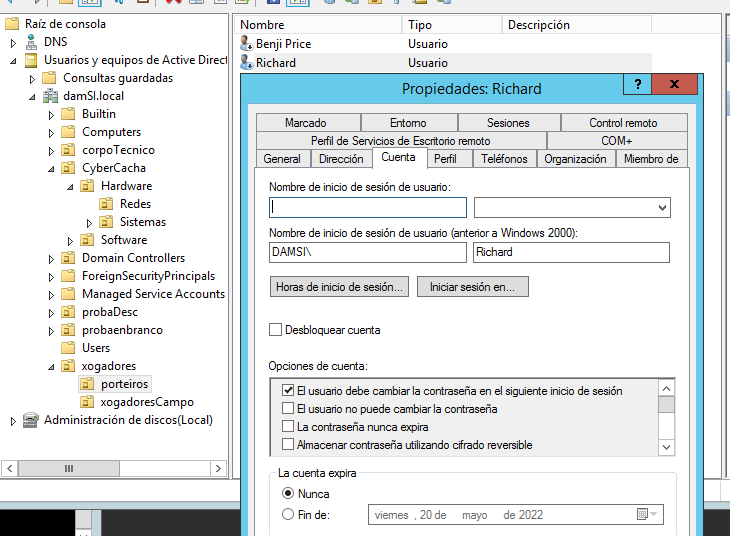 Raíz de consola
DNS
Usuarios y equipos de Active Direct
Consultas guardadas
damSI.local
Builtin
Computers
corpoTecnico
CyberCacha
Hardware
Redes
Sistemas
Software
Domain Controllers
ForeignSecurityPrincipals
Managed Service Accounts
probaDesc
probaenbranco
Users
xogadores
porteiros
xogadoresCampo
Administración de discos(Local)
Nombre Tipo Descripción
Benji Price Usuario
Richard Usuario
Propiedades: Richard ? x
Marcado Entorno Sesiones Control remoto
Perfil de Servicios de Escritorio remoto COM+
General Dirección Cuenta Perfil Teléfonos Organización Miembro de
Nombre de inicio de sesión de usuario:
Nombre de inicio de sesión de usuario (anterior a Windows 2000):
DAMSI\ Richard
Horas de inicio de sesión... Iniciar sesión en...
Desbloquear cuenta
Opciones de cuenta:
El usuario debe cambiar la contraseña en el siguiente inicio de sesión
El usuario no puede cambiar la contraseña
La contraseña nunca expira
Almacenar contraseña utilizando cifrado reversible
La cuenta expira
Nunca
Fin de: viernes , 20 de mayo de 2022